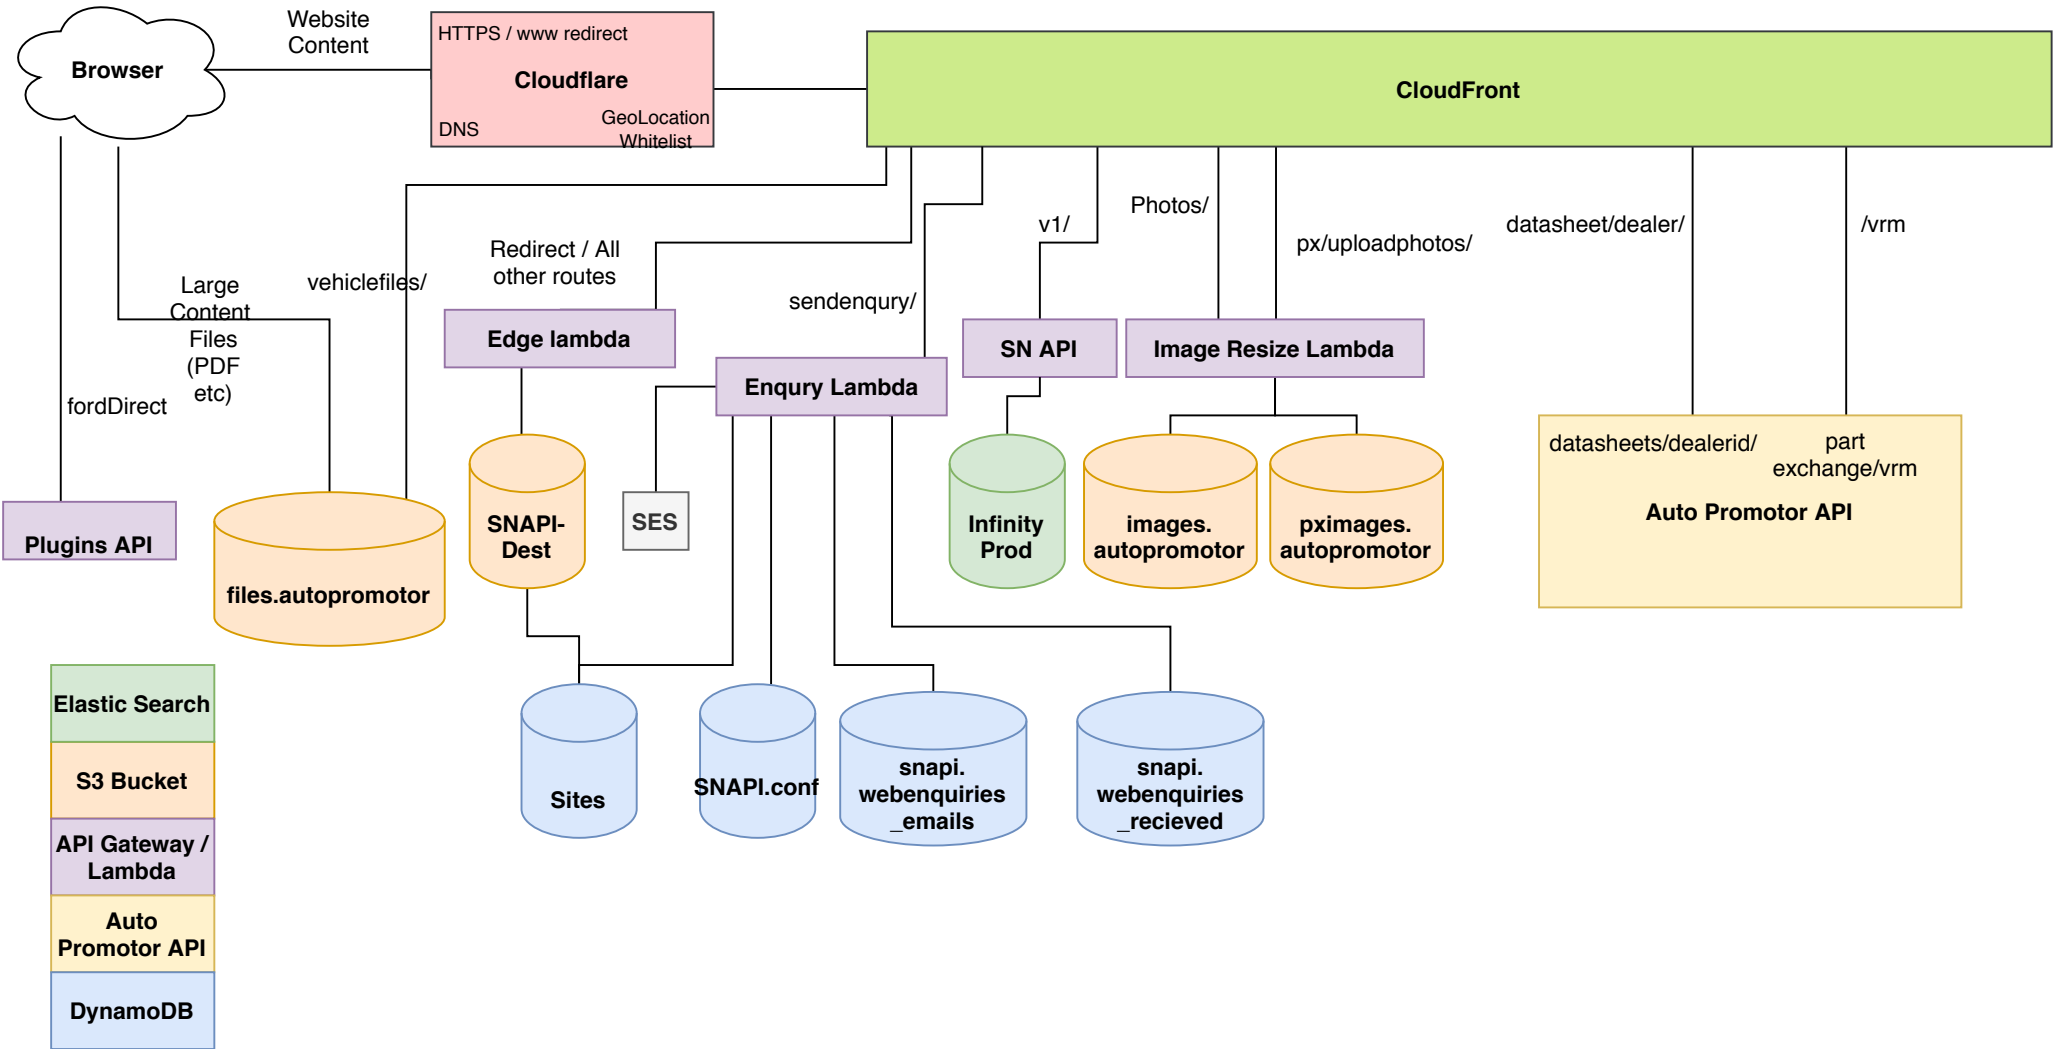 Website
Content
Browser
HTTPS / www redirect
Cloudflare
DNS
GeoLocation
Whitelist
CloudFront
Large
Content
Files
(PDF
etc)
fordDirect
vehiclefiles/
Redirect / All
other routes
sendenqury/
v1/
Photos/
px/uploadphotos/
datasheet/dealer/
/vrm
Edge lambda
Enqury Lambda
SN API
Image Resize Lambda
Plugins API
files.autopromotor
SNAPI-
Dest
SES
Infinity
Prod
images.
autopromotor
pximages.
autopromotor
datasheets/dealerid/
part
exchange/vrm
Auto Promotor API
Sites
SNAPI.conf
snapi.
webenquiries
_emails
snapi.
webenquiries
_recieved
Elastic Search
S3 Bucket
API Gateway /
Lambda
Auto
Promotor API
DynamoDB